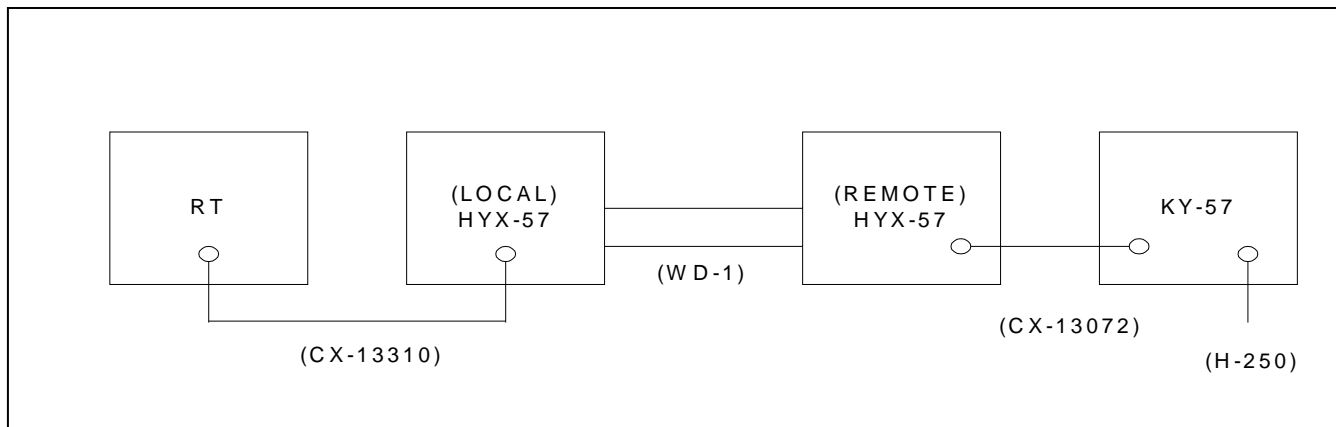 RT
(LOCAL)
HYX-57
(REMOTE)
HYX-57
KY-57
(WD-1)
(CX-13310)
(CX-13072)
(H-250)